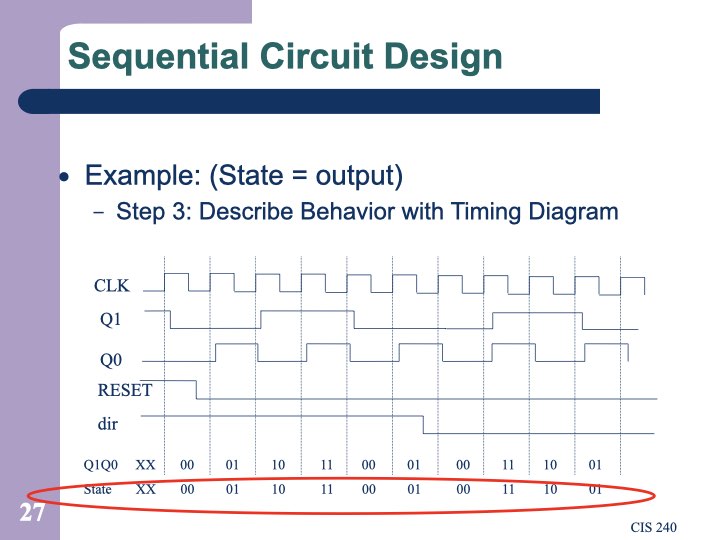 Sequential Circuit Design
• Example: (State = output)
– Step 3: Describe Behavior with Timing Diagram
CLK
Q1
Q0
RESET
dir
Q1Q0 XX 00 01 10 11 00 01 00 11 10 01
State XX 00 01 10 11 00 01 00 11 10 01
27
CIS 240